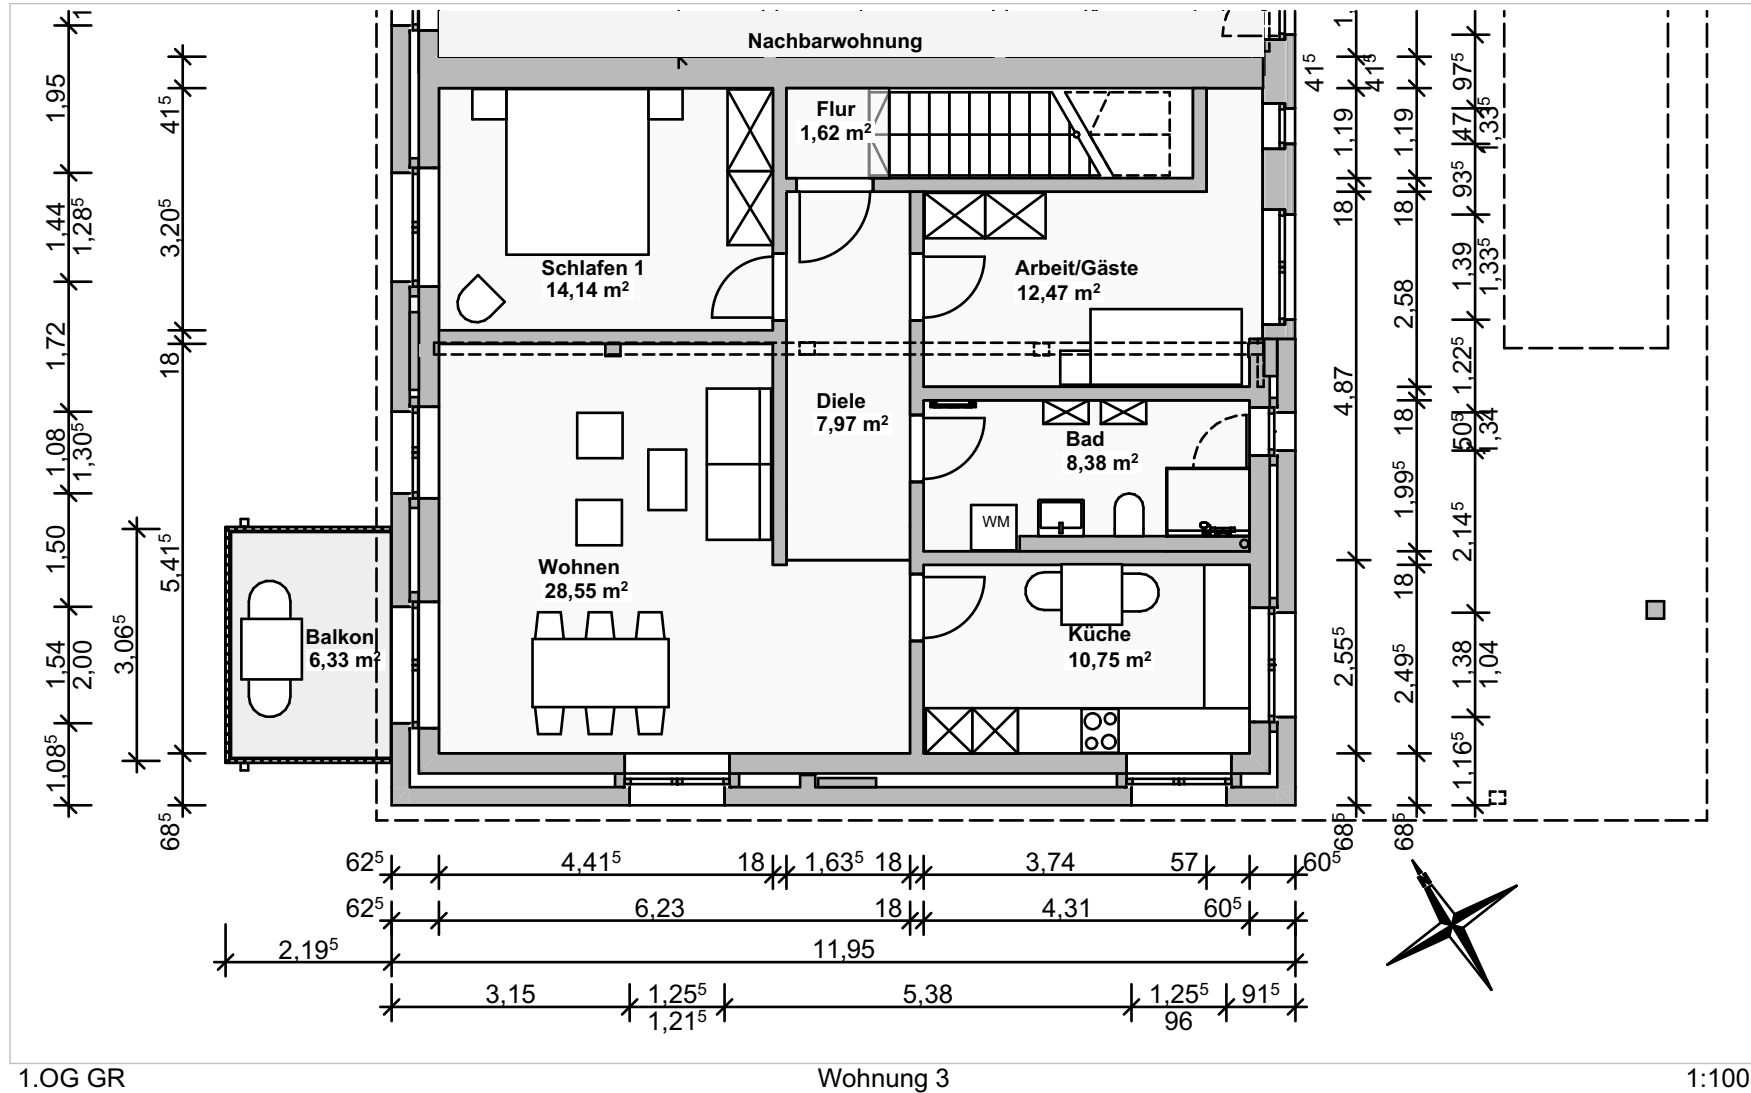 Nachbarwohnung
Flur
1,62 m²
Schlafen 1
14,14 m²
Arbeit/Gäste
12,47 m²
Diele
7,97 m²
Bad
8,38 m²
WM
Wohnen
28,55 m²
Balkon
6,33 m²
Küche
10,75 m²
1,95
1,44
1,28⁵
1,72
1,08
1,30⁵
1,50
1,54
2,00
1,08⁵
41⁵
3,20⁵
18
5,41⁵
68⁵
3,06⁵
41⁵
1,19
18
4,87
2,55⁵
68⁵
41⁵
1,19
18
2,58
18
1,99⁵
18
2,49⁵
68⁵
97⁵
47
1,33⁵
93⁵
1,39
1,33⁵
1,22⁵
50⁵
1,34
2,14⁵
1,38
1,04
1,16⁵
62⁵ 4,41⁵ 18 1,63⁵ 18 3,74 57 60⁵
62⁵ 6,23 18 4,31 60⁵
2,19⁵ 11,95
3,15 1,25⁵ 5,38 1,25⁵ 91⁵
1,21⁵ 96
N
1.OG GR Wohnung 3 1:100